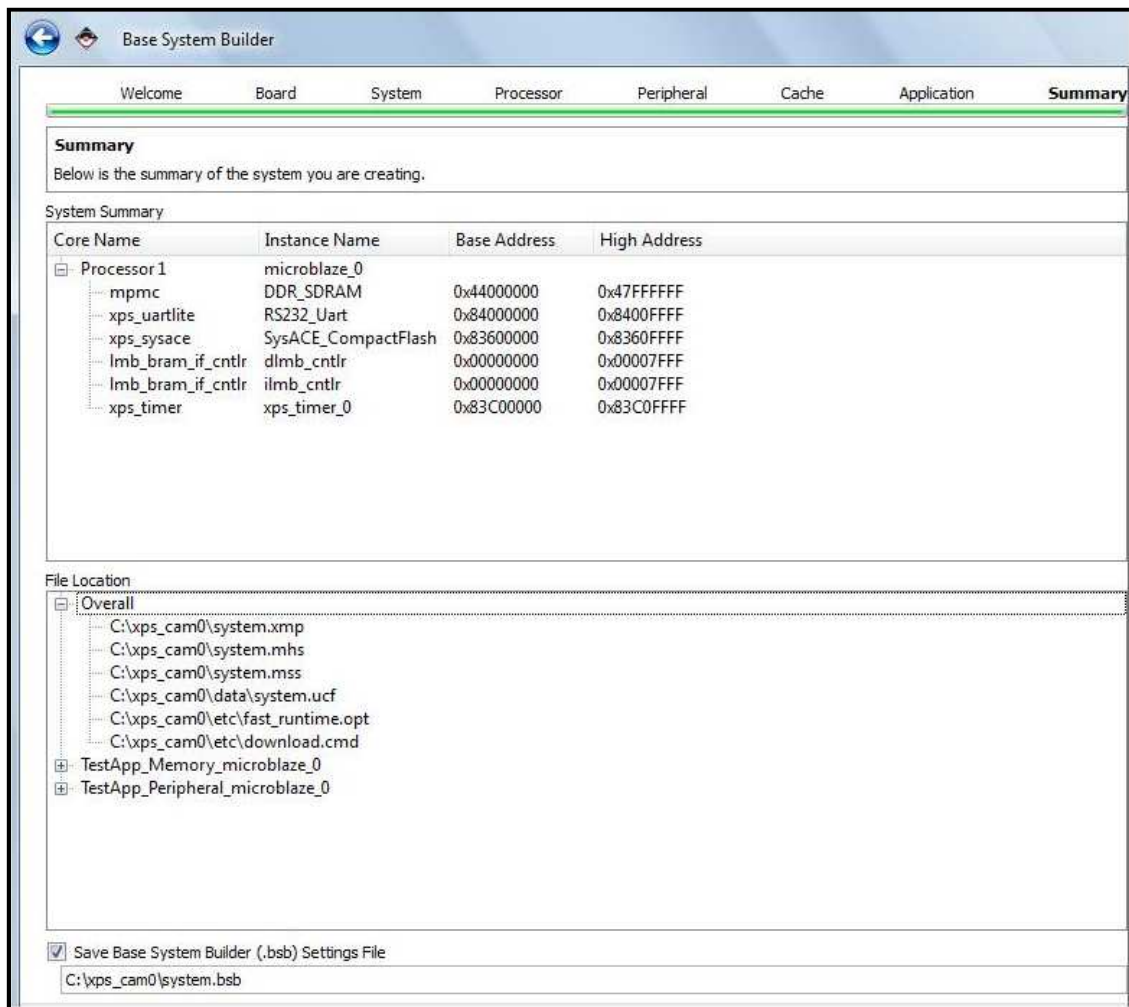 Base System Builder
Welcome Board System Processor Peripheral Cache Application Summary
Summary
Below is the summary of the system you are creating.
System Summary
Core Name Instance Name Base Address High Address
Processor 1 microblaze_0
mpmc DDR_SDRAM 0x44000000 0x47FFFFFF
xps_uartlite RS232_Uart 0x84000000 0x8400FFFF
xps_sysace SysACE_CompactFlash 0x83600000 0x8360FFFF
lmb_bram_if_cntlr dlmb_cntlr 0x00000000 0x00007FFF
lmb_bram_if_cntlr ilmb_cntlr 0x00000000 0x00007FFF
xps_timer xps_timer_0 0x83C00000 0x83C0FFFF
File Location
Overall
C:\xps_cam0\system.xmp
C:\xps_cam0\system.mhs
C:\xps_cam0\system.mss
C:\xps_cam0\data\system.ucf
C:\xps_cam0\etc\fast_runtime.opt
C:\xps_cam0\etc\download.cmd
TestApp_Memory_microblaze_0
TestApp_Peripheral_microblaze_0
Save Base System Builder (.bsb) Settings File
C:\xps_cam0\system.bsb